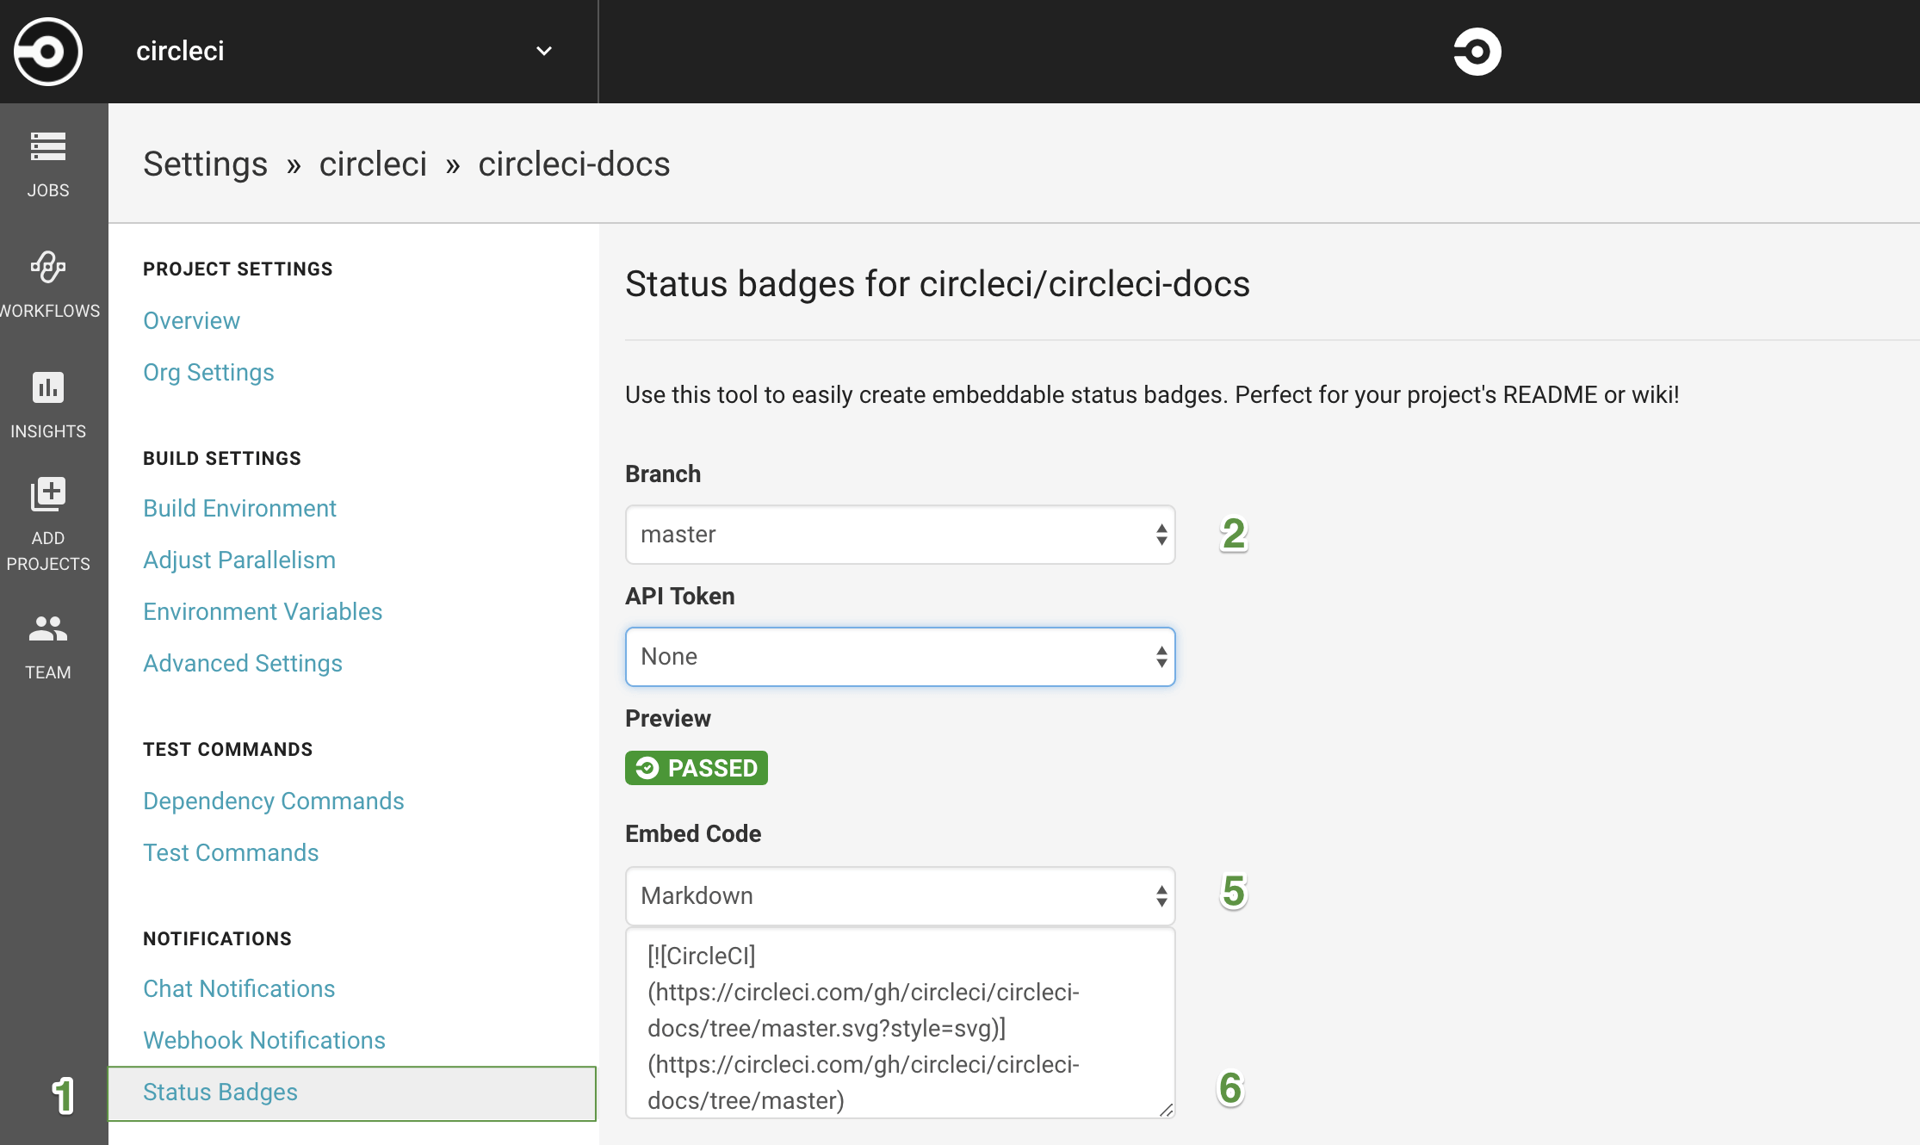 circleci
JOBS
WORKFLOWS
INSIGHTS
ADD
PROJECTS
TEAM
Settings » circleci » circleci-docs
PROJECT SETTINGS
Overview
Org Settings
BUILD SETTINGS
Build Environment
Adjust Parallelism
Environment Variables
Advanced Settings
TEST COMMANDS
Dependency Commands
Test Commands
NOTIFICATIONS
Chat Notifications
Webhook Notifications
1
Status Badges
Status badges for circleci/circleci-docs
Use this tool to easily create embeddable status badges. Perfect for your project's README or wiki!
Branch
master
2
API Token
None
Preview
PASSED
Embed Code
Markdown
5
[![CircleCI]
(https://circleci.com/gh/circleci/circleci-
docs/tree/master.svg?style=svg)]
(https://circleci.com/gh/circleci/circleci-
docs/tree/master)
6